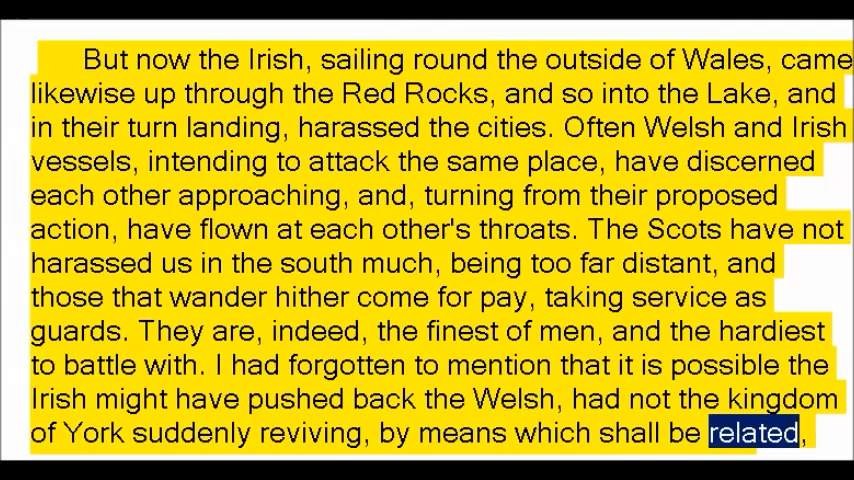 But now the Irish, sailing round the outside of Wales, came
likewise up through the Red Rocks, and so into the Lake, and
in their turn landing, harassed the cities. Often Welsh and Irish
vessels, intending to attack the same place, have discerned
each other approaching, and, turning from their proposed
action, have flown at each other's throats. The Scots have not
harassed us in the south much, being too far distant, and
those that wander hither come for pay, taking service as
guards. They are, indeed, the finest of men, and the hardiest
to battle with. I had forgotten to mention that it is possible the
Irish might have pushed back the Welsh, had not the kingdom
of York suddenly reviving, by means which shall be related,